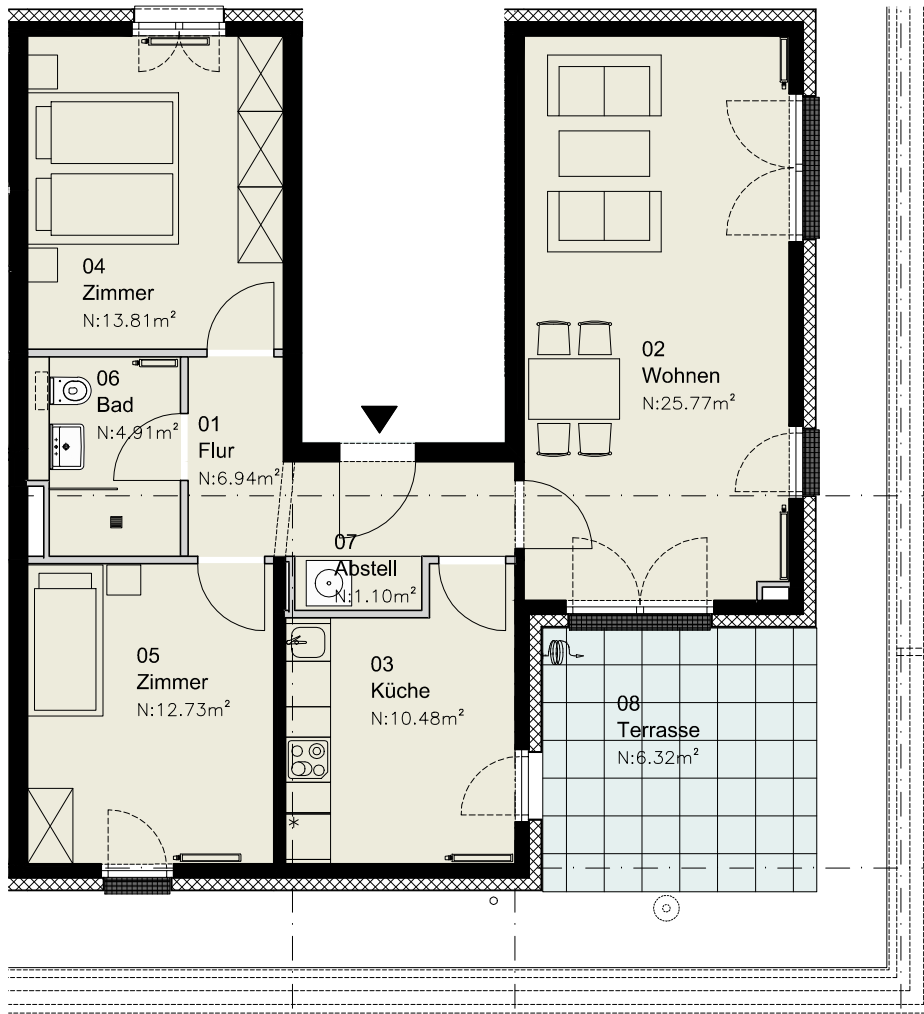 04
Zimmer
N:13.81m²
06
Bad
N:4.91m²
01
Flur
N:6.94m²
02
Wohnen
N:25.77m²
07
Abstell
N:1.10m²
05
Zimmer
N:12.73m²
03
Küche
N:10.48m²
08
Terrasse
N:6.32m²